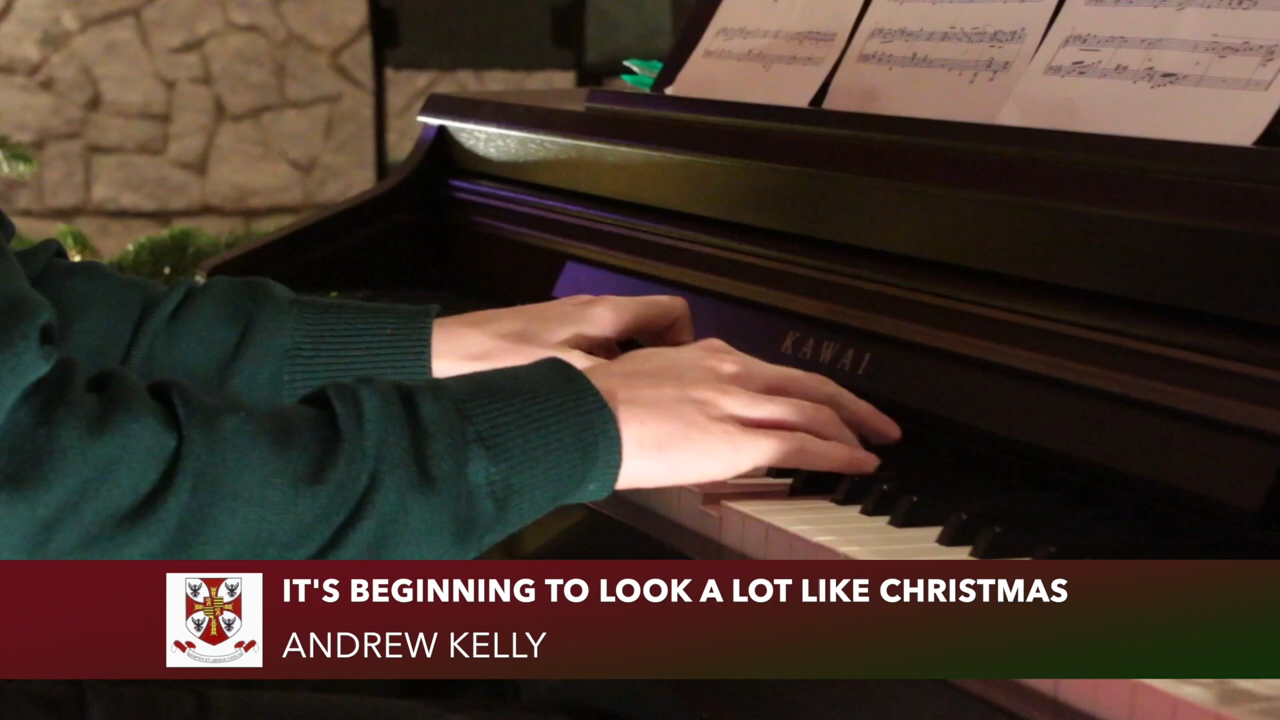 KAWAI
IT'S BEGINNING TO LOOK A LOT LIKE CHRISTMAS
ANDREW KELLY